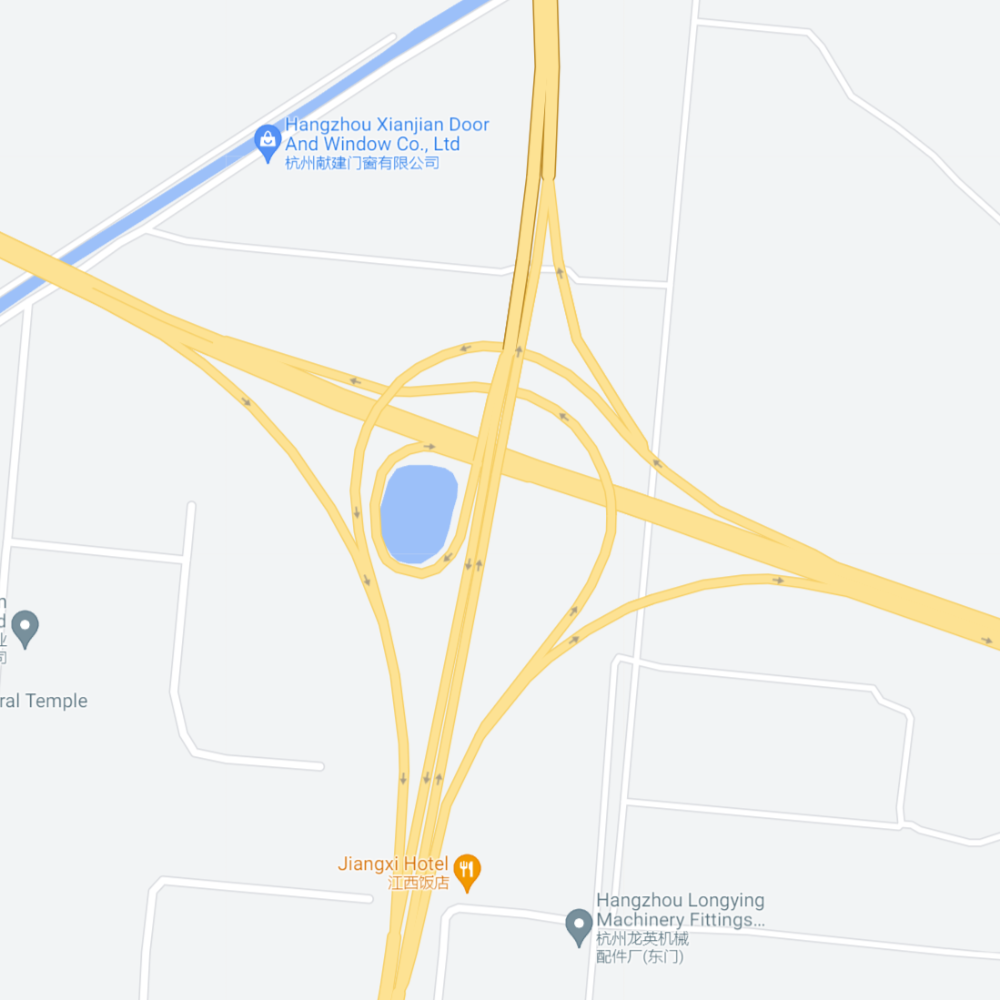 Hangzhou Xianjian Door
And Window Co., Ltd
杭州献建门窗有限公司
n
d
业
司
ral Temple
Jiangxi Hotel
江西饭店
Hangzhou Longying
Machinery Fittings...
杭州龙英机械
配件厂(东门)